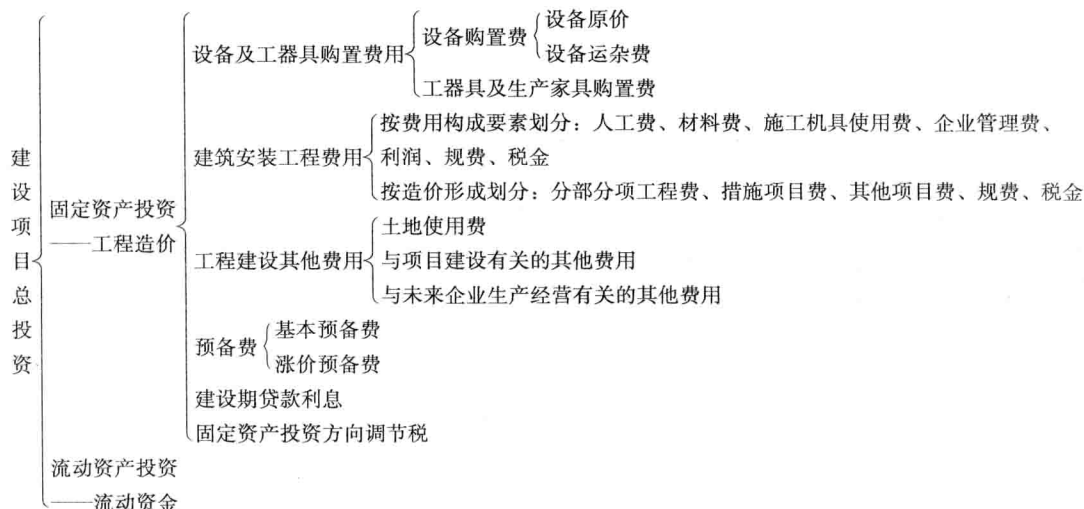 设备原价
设备购置费
设备运杂费
设备及工器具购置费用
工器具及生产家具购置费
按费用构成要素划分：人工费、材料费、施工机具使用费、企业管理费、
利润、规费、税金
建筑安装工程费用
按造价形成划分：分部分项工程费、措施项目费、其他项目费、规费、税金
建设项目总投资
固定资产投资
——工程造价
土地使用费
工程建设其他费用
与项目建设有关的其他费用
与未来企业生产经营有关的其他费用
基本预备费
预备费
涨价预备费
建设期贷款利息
固定资产投资方向调节税
流动资产投资
——流动资金